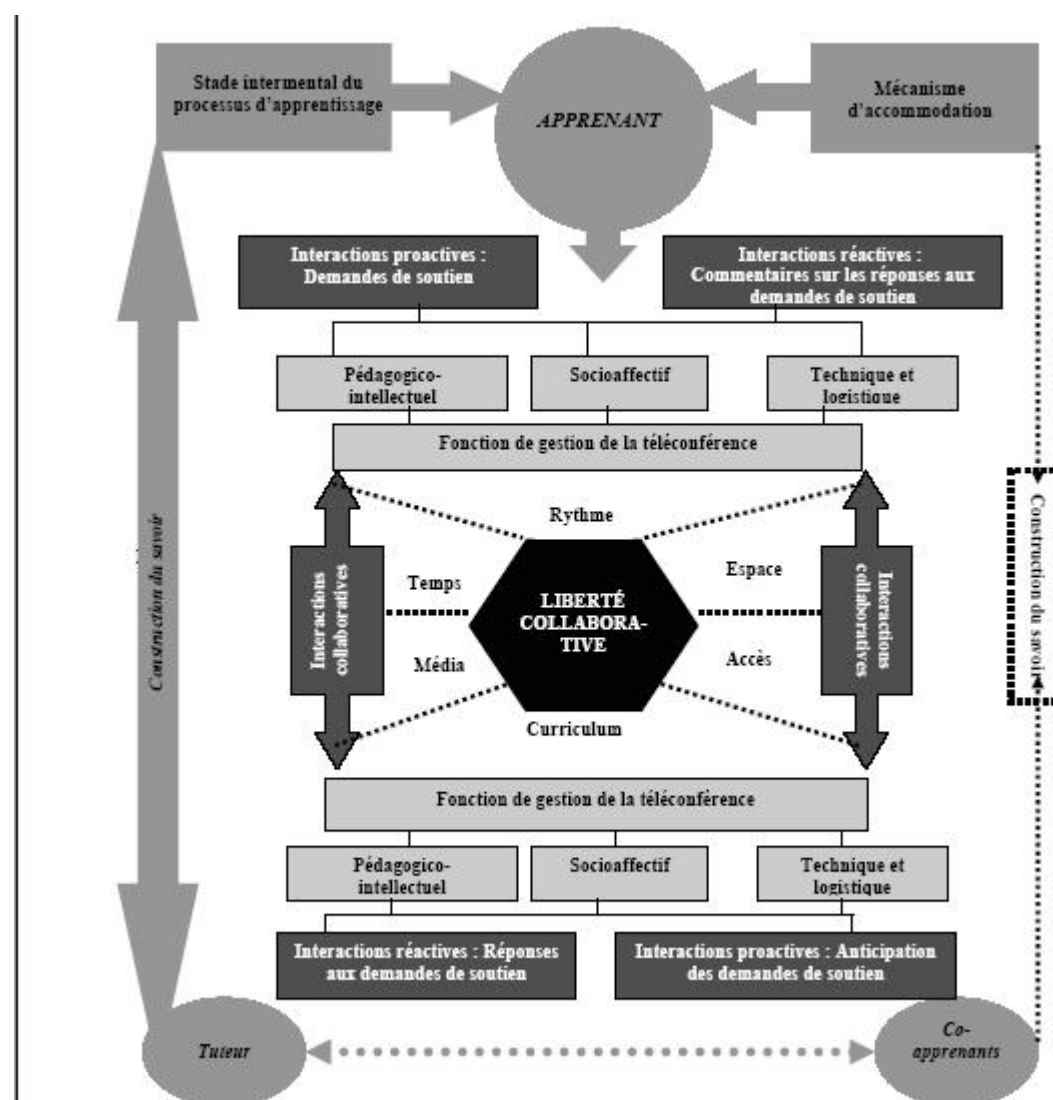 Stade intermental du
processus d'apprentissage
APPRENANT
Mécanisme
d'accommodation
Interactions proactives :
Demandes de soutien
Interactions réactives :
Commentaires sur les réponses aux
demandes de soutien
Pédagogico-
intellectuel
Socioaffectif
Technique et
logistique
Fonction de gestion de la téléconférence
Construction du savoir
Interactions
collaboratives
Rythme
Temps
Espace
LIBERTÉ
COLLABORA-
TIVE
Média
Accès
Curriculum
Interactions
collaboratives
Construction du savoir
Fonction de gestion de la téléconférence
Pédagogico-
intellectuel
Socioaffectif
Technique et
logistique
Interactions réactives : Réponses
aux demandes de soutien
Interactions proactives : Anticipation
des demandes de soutien
Tuteur
Co-
apprenants